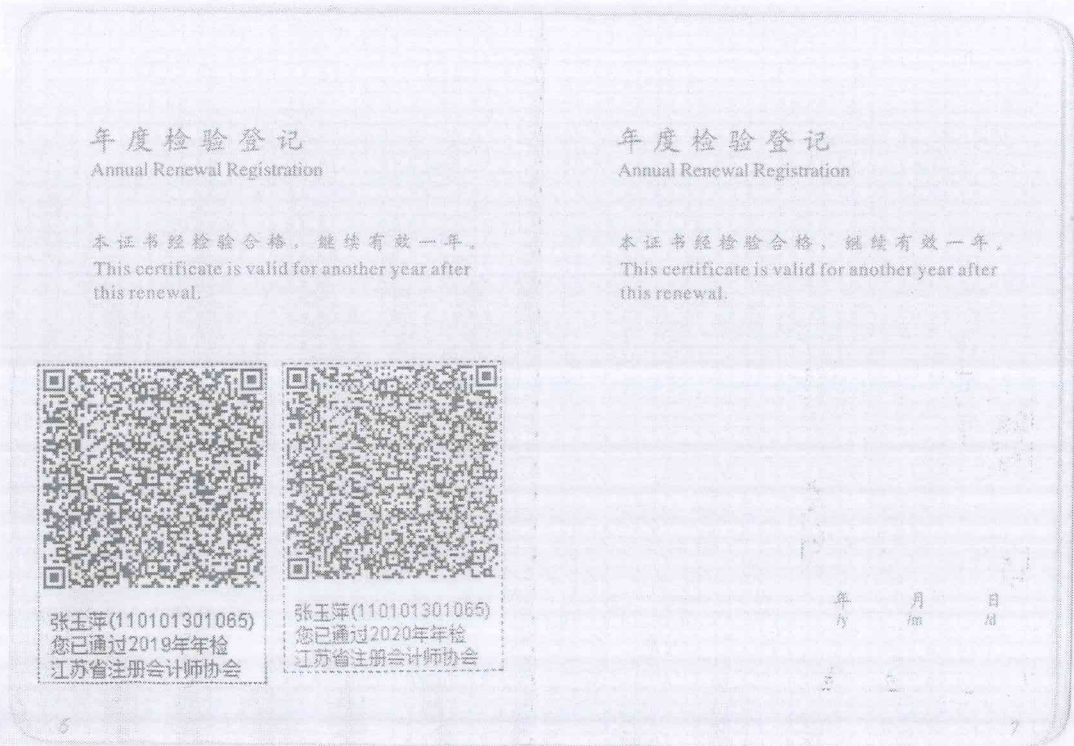 年度检验登记
Annual Renewal Registration
本证书经检验合格，继续有效一年。
This certificate is valid for another year after
this renewal.
张玉萍(110101301065)
您已通过2019年年检
江苏省注册会计师协会
张玉萍(110101301065)
您已通过2020年年检
江苏省注册会计师协会
6
年度检验登记
Annual Renewal Registration
本证书经检验合格，继续有效一年。
This certificate is valid for another year after
this renewal.
年 月 日
/y /m /d
7